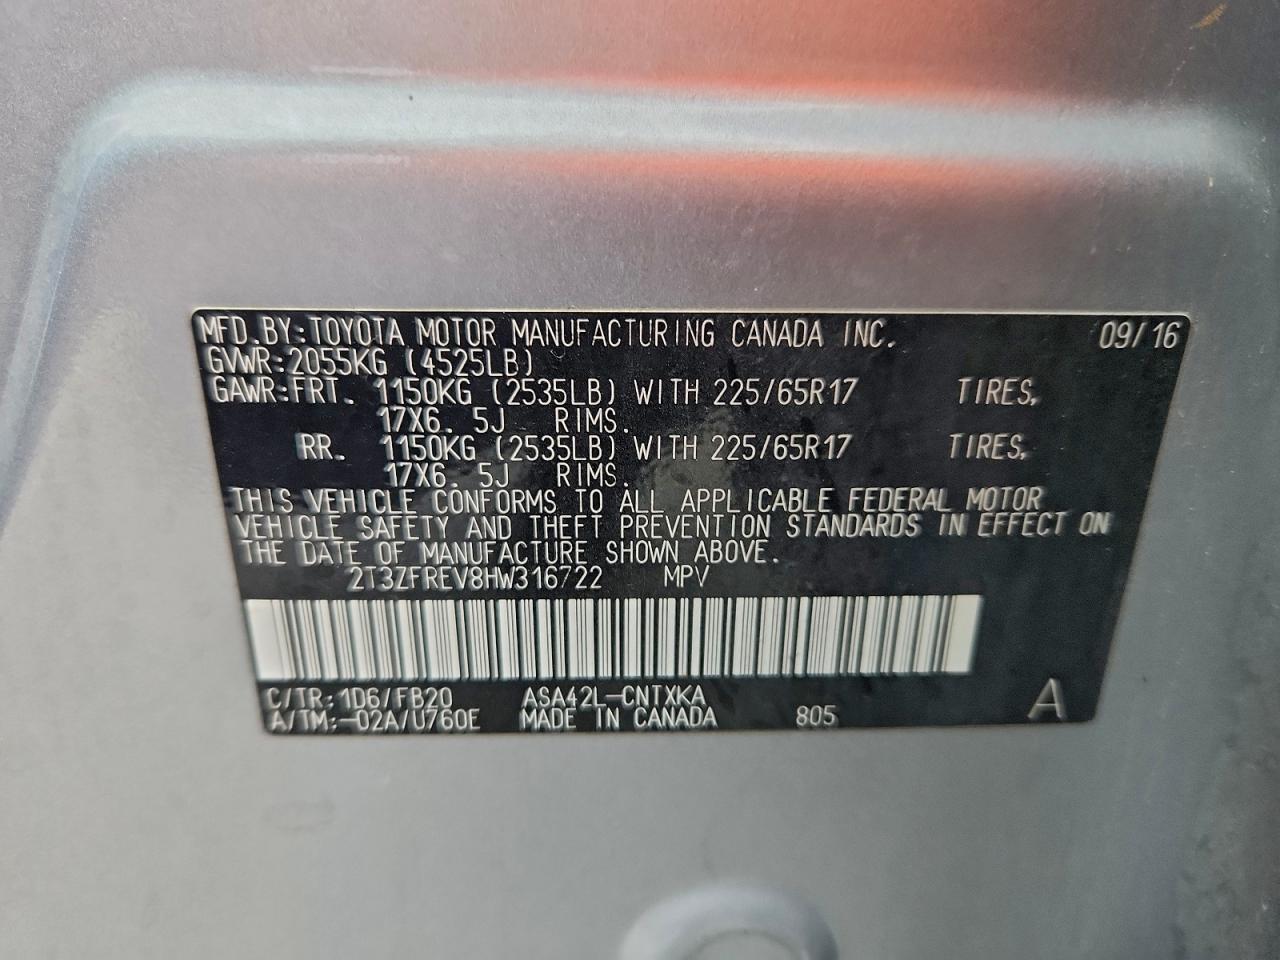 MFD.BY:TOYOTA MOTOR MANUFACTURING CANADA INC. 09/16
GVWR:2055KG (4525LB)
GAWR:FRT. 1150KG (2535LB) WITH 225/65R17 TIRES,
17X6.5J RIMS.
RR. 1150KG (2535LB) WITH 225/65R17 TIRES,
17X6.5J RIMS.
THIS VEHICLE CONFORMS TO ALL APPLICABLE FEDERAL MOTOR
VEHICLE SAFETY AND THEFT PREVENTION STANDARDS IN EFFECT ON
THE DATE OF MANUFACTURE SHOWN ABOVE.
2T3ZFREV8HW316722 MPV
C/TR:1D6/FB20 ASA42L-CNTXKA A
A/TM:-02A/U760E MADE IN CANADA 805